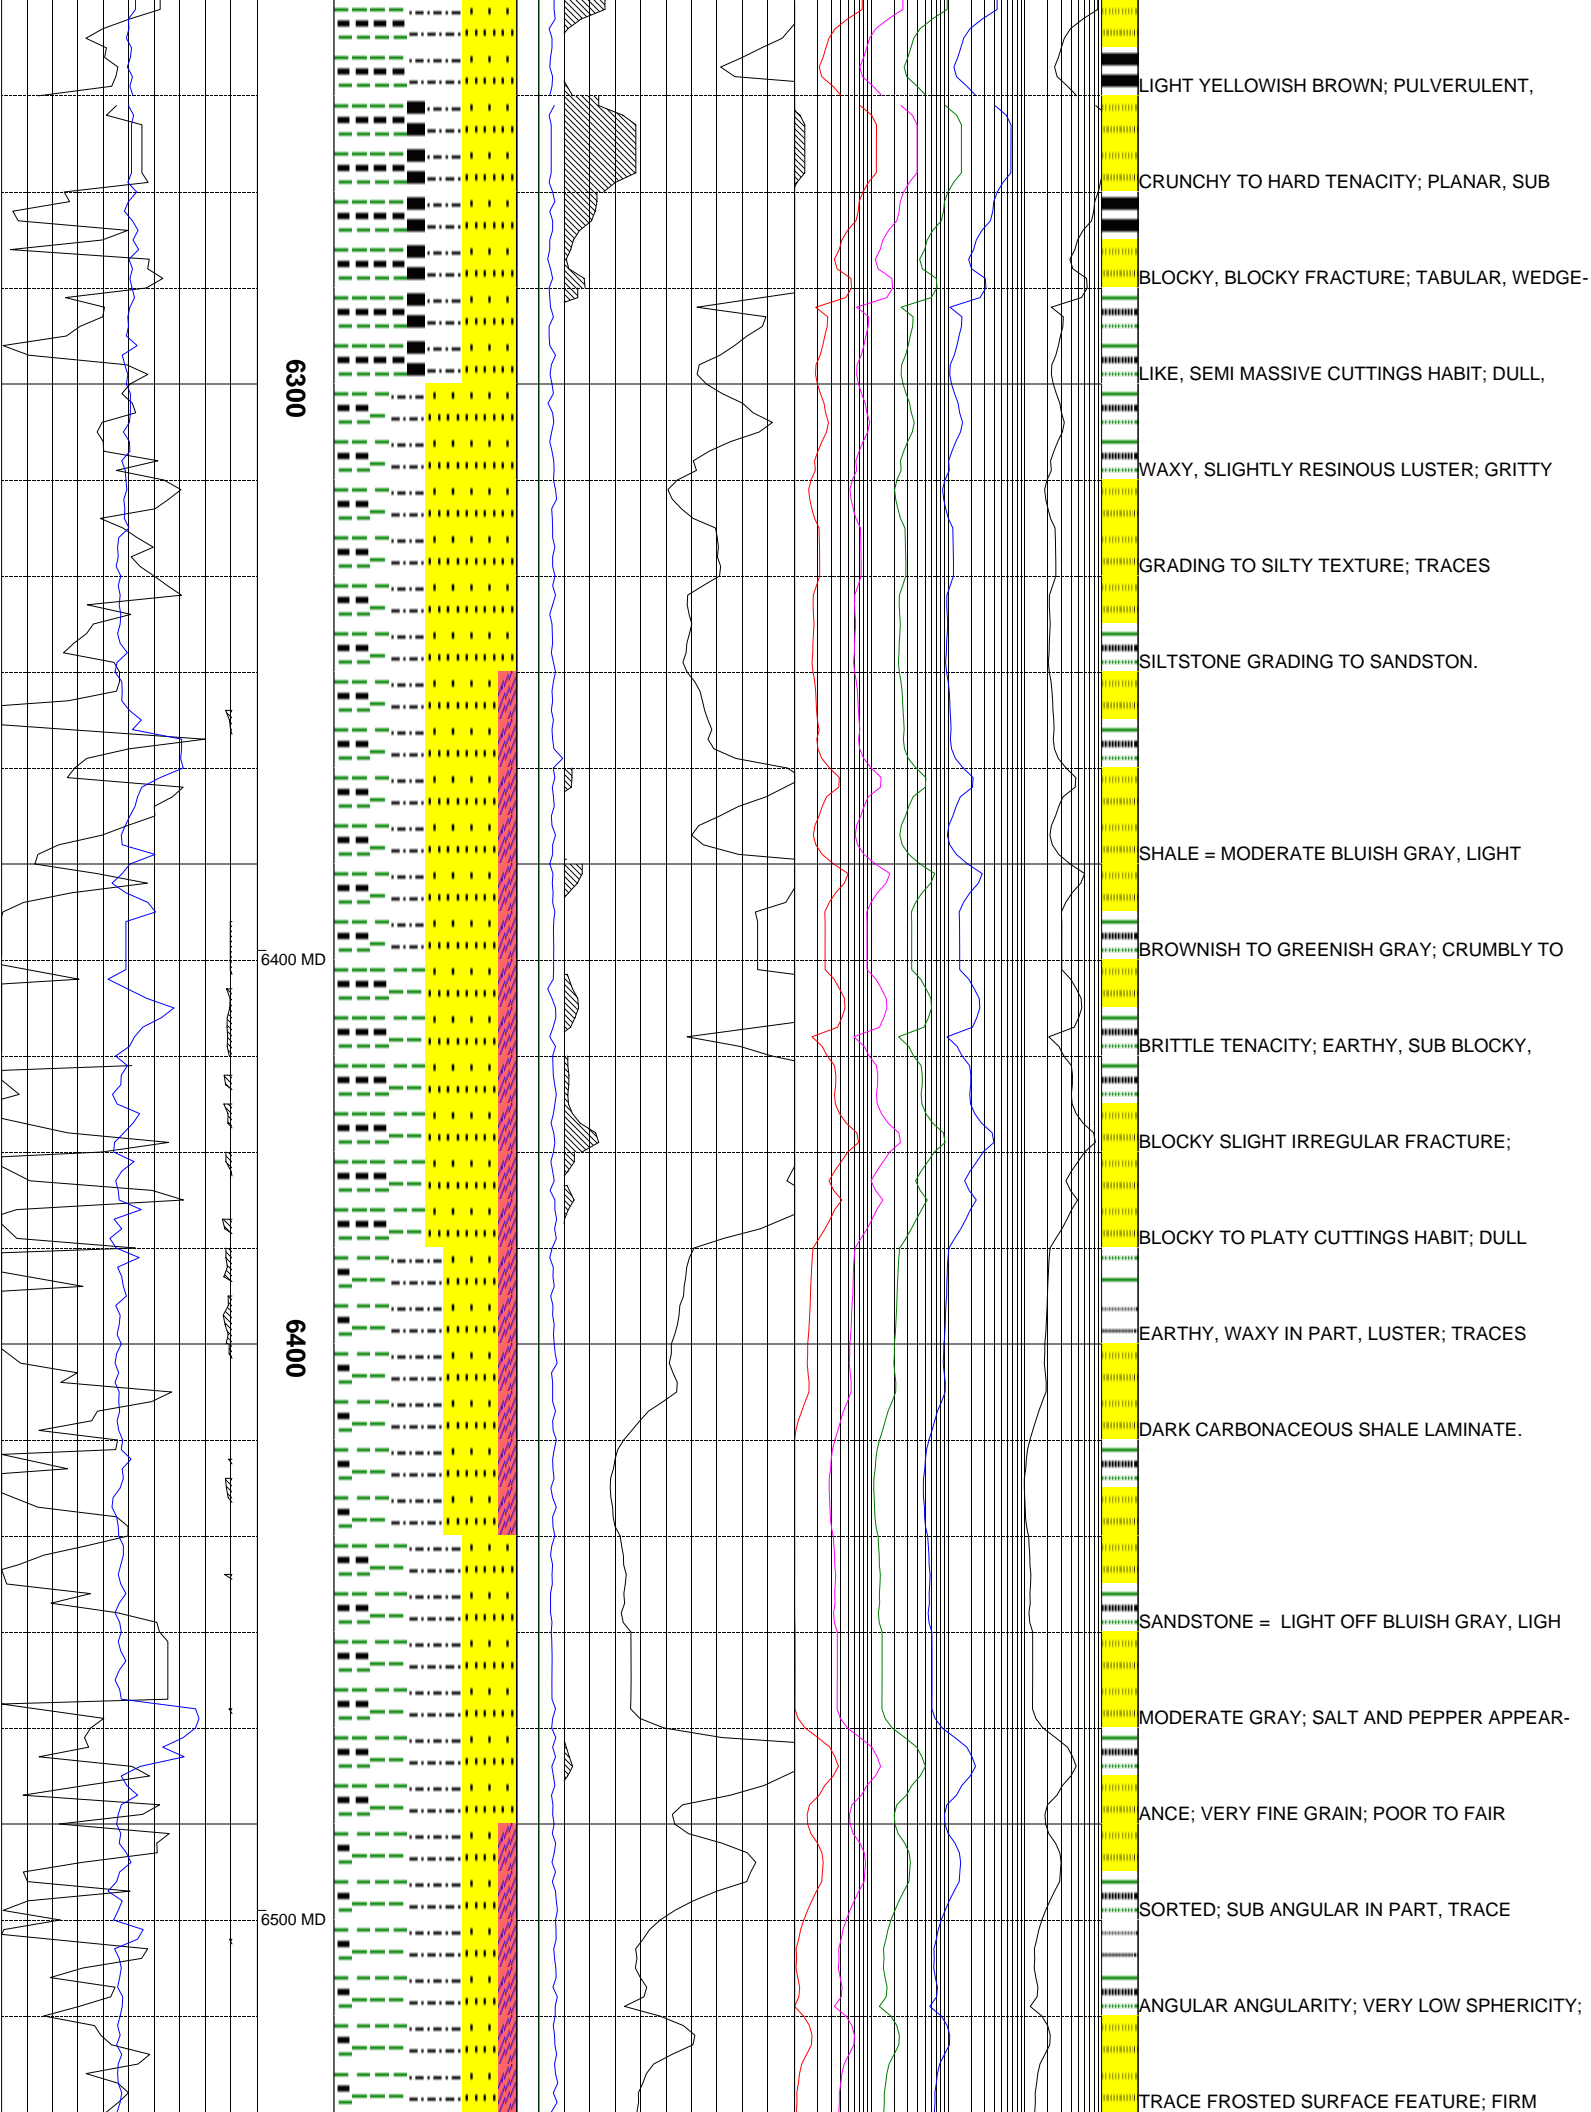 LIGHT YELLOWISH BROWN; PULVERULENT,
CRUNCHY TO HARD TENACITY; PLANAR, SUB
BLOCKY, BLOCKY FRACTURE; TABULAR, WEDGE-
6300
LIKE, SEMI MASSIVE CUTTINGS HABIT; DULL,
WAXY, SLIGHTLY RESINOUS LUSTER; GRITTY
GRADING TO SILTY TEXTURE; TRACES
SILTSTONE GRADING TO SANDSTON.
SHALE = MODERATE BLUISH GRAY, LIGHT
6400 MD
BROWNISH TO GREENISH GRAY; CRUMBLY TO
BRITTLE TENACITY; EARTHY, SUB BLOCKY,
BLOCKY SLIGHT IRREGULAR FRACTURE;
BLOCKY TO PLATY CUTTINGS HABIT; DULL
6400
EARTHY, WAXY IN PART, LUSTER; TRACES
DARK CARBONACEOUS SHALE LAMINATE.
SANDSTONE = LIGHT OFF BLUISH GRAY, LIGH
MODERATE GRAY; SALT AND PEPPER APPEAR-
ANCE; VERY FINE GRAIN; POOR TO FAIR
6500 MD
SORTED; SUB ANGULAR IN PART, TRACE
ANGULAR ANGULARITY; VERY LOW SPHERICITY;
TRACE FROSTED SURFACE FEATURE; FIRM